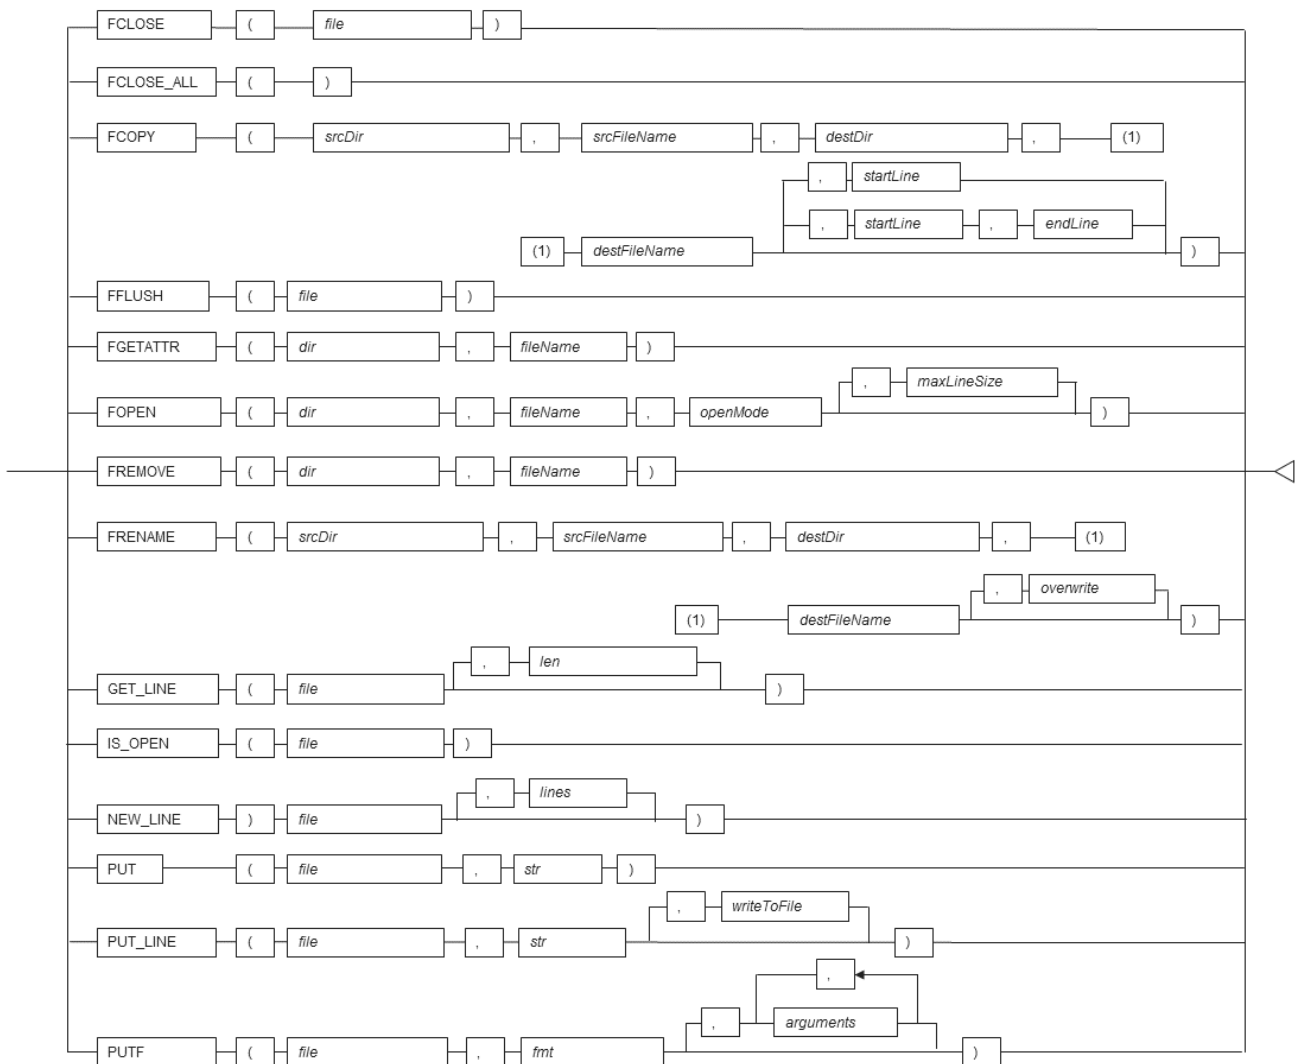 FCLOSE ( file )
FCLOSE_ALL ( )
FCOPY ( srcDir , srcFileName , destDir , (1)
, startLine
, startLine , endLine
(1) destFileName )
FFLUSH ( file )
FGETATTR ( dir , fileName )
, maxLineSize
FOPEN ( dir , fileName , openMode )
FREMOVE ( dir , fileName )
FRENAME ( srcDir , srcFileName , destDir , (1)
, overwrite
(1) destFileName )
, len
GET_LINE ( file )
IS_OPEN ( file )
, lines
NEW_LINE ) file )
PUT ( file , str )
, writeToFile
PUT_LINE ( file , str )
,
, arguments
PUTF ( file , fmt )